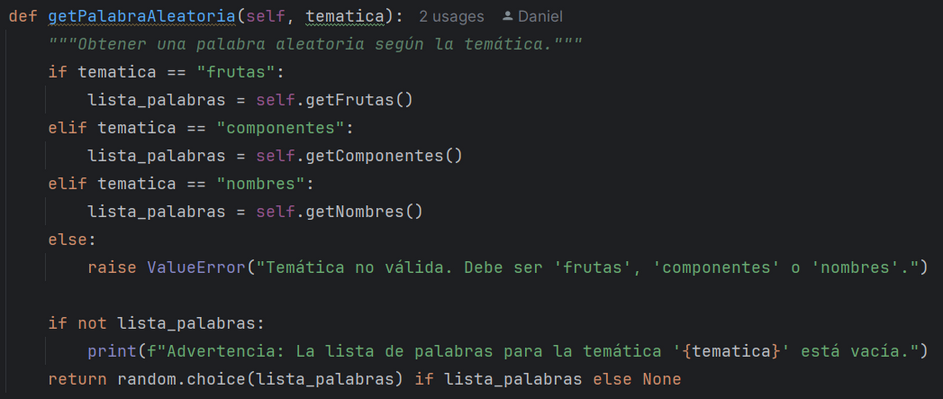 def getPalabraAleatoria(self, tematica): 2 usages Daniel
"""Obtener una palabra aleatoria según la temática."""
if tematica == "frutas":
lista_palabras = self.getFrutas()
elif tematica == "componentes":
lista_palabras = self.getComponentes()
elif tematica == "nombres":
lista_palabras = self.getNombres()
else:
raise ValueError("Temática no válida. Debe ser 'frutas', 'componentes' o 'nombres'.")
if not lista_palabras:
print(f"Advertencia: La lista de palabras para la temática '{tematica}' está vacía.")
return random.choice(lista_palabras) if lista_palabras else None